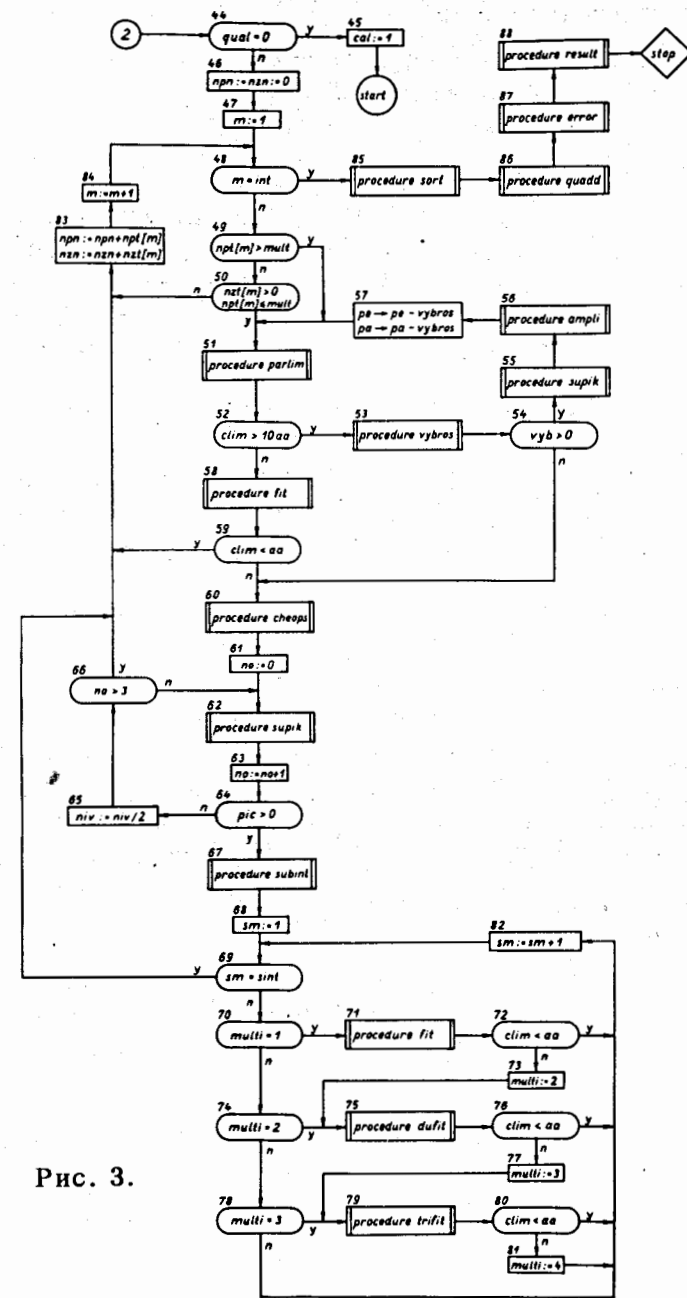 2
44
qual = 0
y
n
45
cal := 1
start
46
npn := nzn := 0
47
m := 1
48
m = int
y
n
49
npt[m] > mult
y
n
50
nzt[m] > 0
npt[m] ≤ mult
n
y
51
procedure parlim
52
clim > 10aa
y
n
53
procedure vybros
54
vyb > 0
y
n
55
procedure supik
56
procedure ampli
57
pe → pe - vybros
pa → pa - vybros
58
procedure fit
59
clim < aa
y
n
60
procedure cheops
61
no := 0
62
procedure supik
63
no := no+1
64
pic > 0
n
y
65
niv := niv/2
66
no > 3
y
n
67
procedure subint
68
sm := 1
69
sm = sint
y
n
70
multi = 1
y
n
71
procedure fit
72
clim < aa
y
n
73
multi := 2
74
multi = 2
y
n
75
procedure dufit
76
clim < aa
y
n
77
multi := 3
78
multi = 3
y
n
79
procedure trifit
80
clim < aa
y
n
81
multi := 4
82
sm := sm + 1
83
npn := npn + npt[m]
nzn := nzn + nzt[m]
84
m := m+1
85
procedure sort
86
procedure quadd
87
procedure error
88
procedure result
stop
Рис. 3.